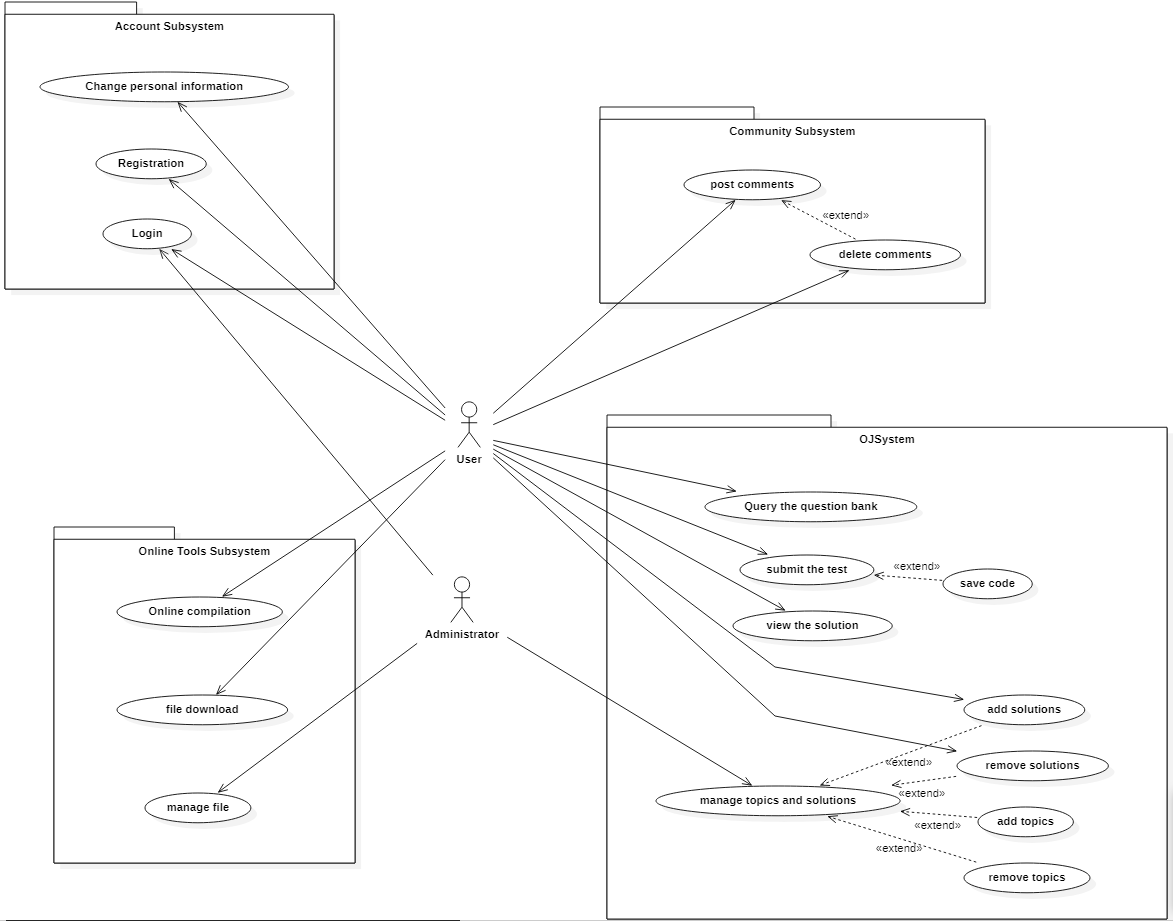 Account Subsystem
Change personal information
Registration
Login
Community Subsystem
post comments
«extend»
delete comments
User
Administrator
Online Tools Subsystem
Online compilation
file download
manage file
OJSystem
Query the question bank
submit the test
«extend»
save code
view the solution
add solutions
«extend»
remove solutions
«extend»
manage topics and solutions
add topics
«extend»
«extend»
remove topics